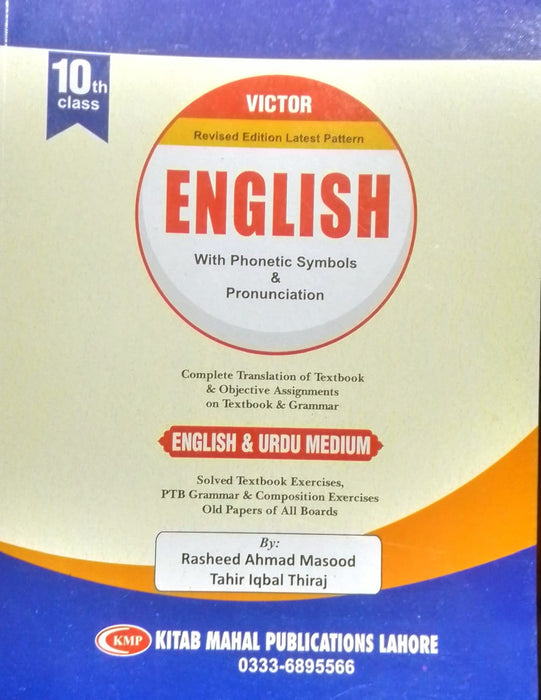 10th
class
VICTOR
Revised Edition Latest Pattern
ENGLISH
With Phonetic Symbols
&
Pronunciation
Complete Translation of Textbook
& Objective Assignments
on Textbook & Grammar
ENGLISH & URDU MEDIUM
Solved Textbook Exercises,
PTB Grammar & Composition Exercises
Old Papers of All Boards
By:
Rasheed Ahmad Masood
Tahir Iqbal Thiraj
KMP KITAB MAHAL PUBLICATIONS LAHORE
0333-6895566